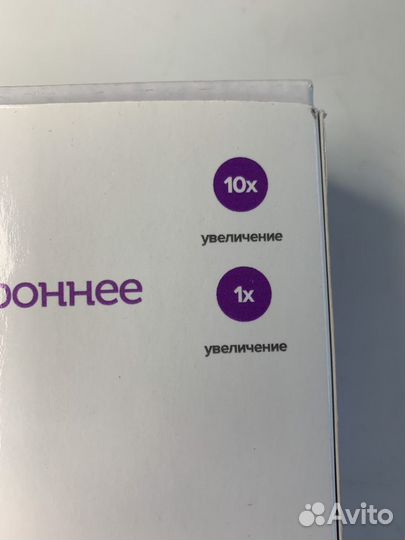 10x
увеличение
роннее
1x
увеличение
Avito